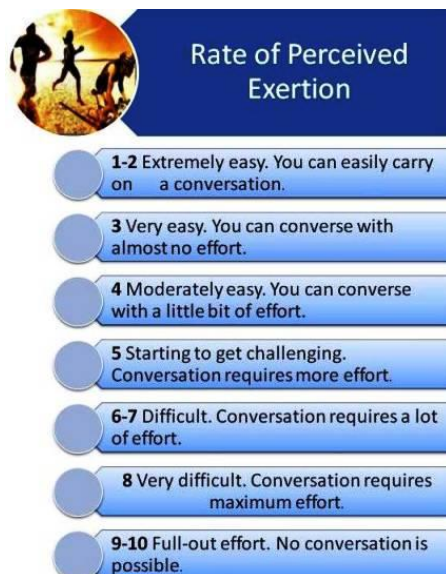 Rate of Perceived
Exertion
1-2 Extremely easy. You can easily carry
on a conversation.
3 Very easy. You can converse with
almost no effort.
4 Moderately easy. You can converse
with a little bit of effort.
5 Starting to get challenging.
Conversation requires more effort.
6-7 Difficult. Conversation requires a lot
of effort.
8 Very difficult. Conversation requires
maximum effort.
9-10 Full-out effort. No conversation is
possible.